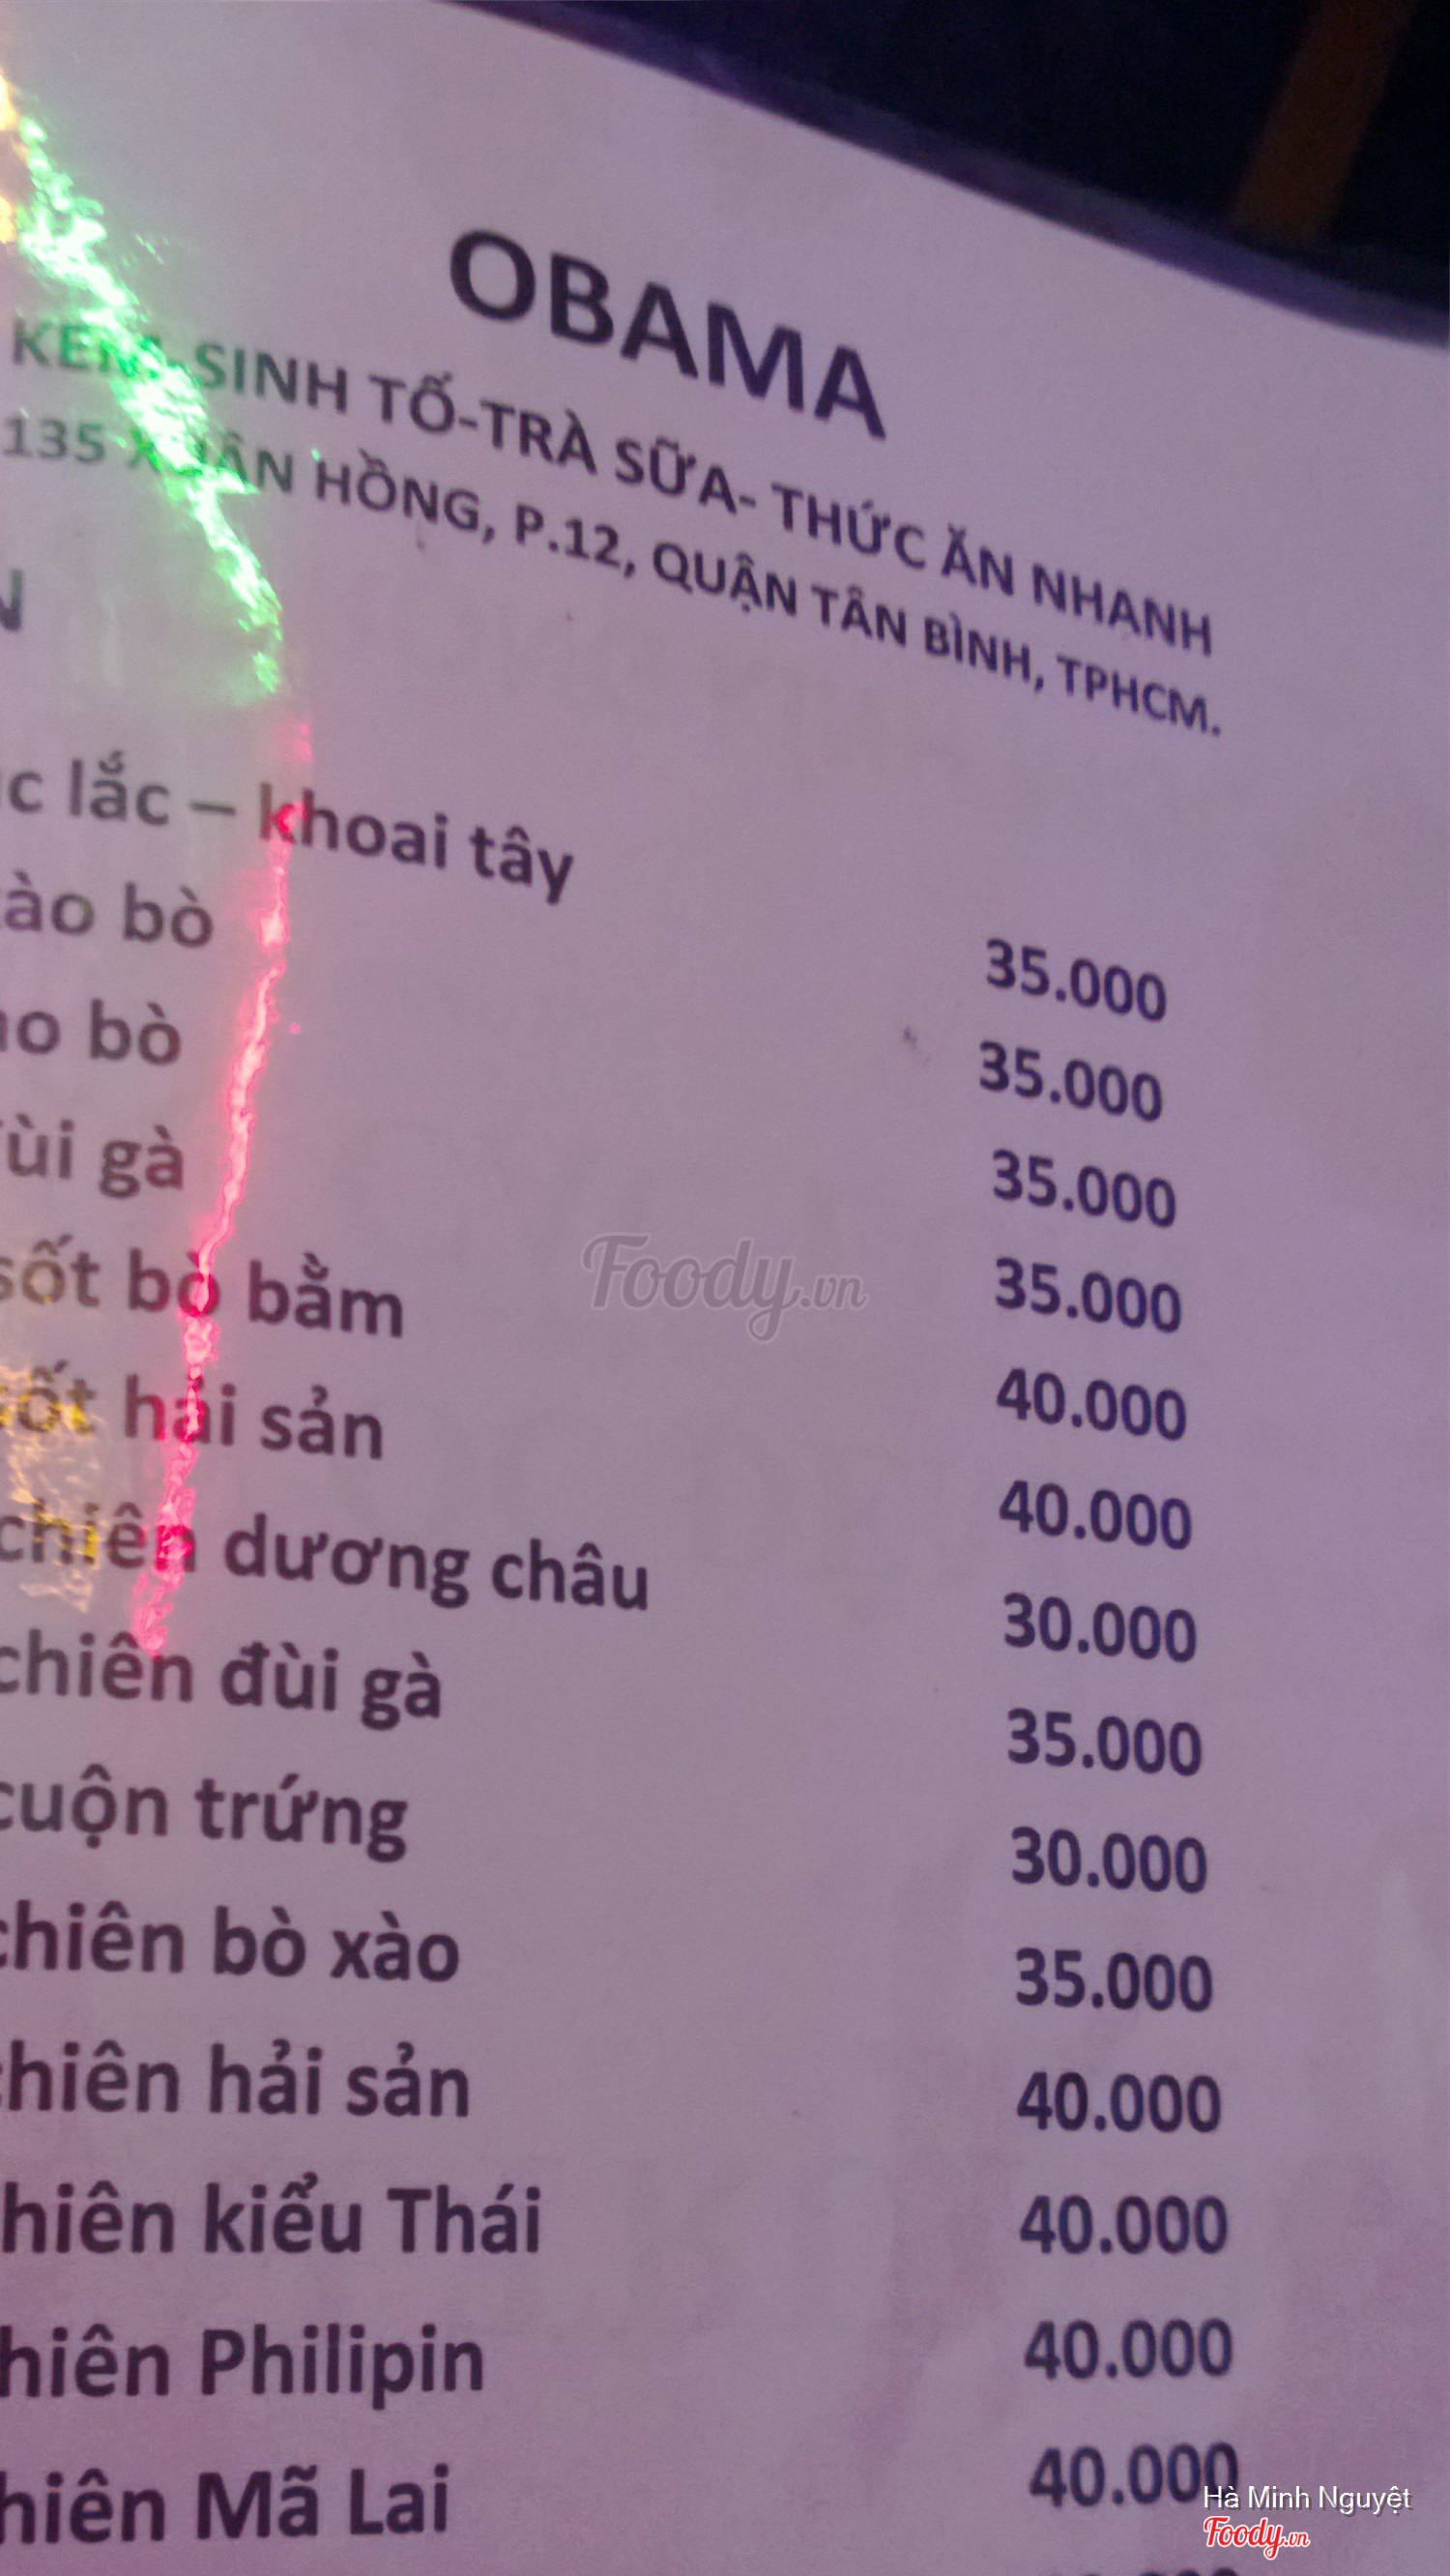 OBAMA
KEM-SINH TỐ-TRÀ SỮA- THỨC ĂN NHANH
135 XUÂN HỒNG, P.12, QUẬN TÂN BÌNH, TPHCM.
lắc – khoai tây
35.000
bò
35.000
bò
35.000
gà
35.000
sốt bò bằm
40.000
sốt hải sản
40.000
chiên dương châu
30.000
chiên đùi gà
35.000
cuộn trứng
30.000
chiên bò xào
35.000
chiên hải sản
40.000
hiên kiểu Thái
40.000
hiên Philipin
40.000
hiên Mã Lai
40.000
Foody.vn
Hà Minh Nguyệt
Foody.vn